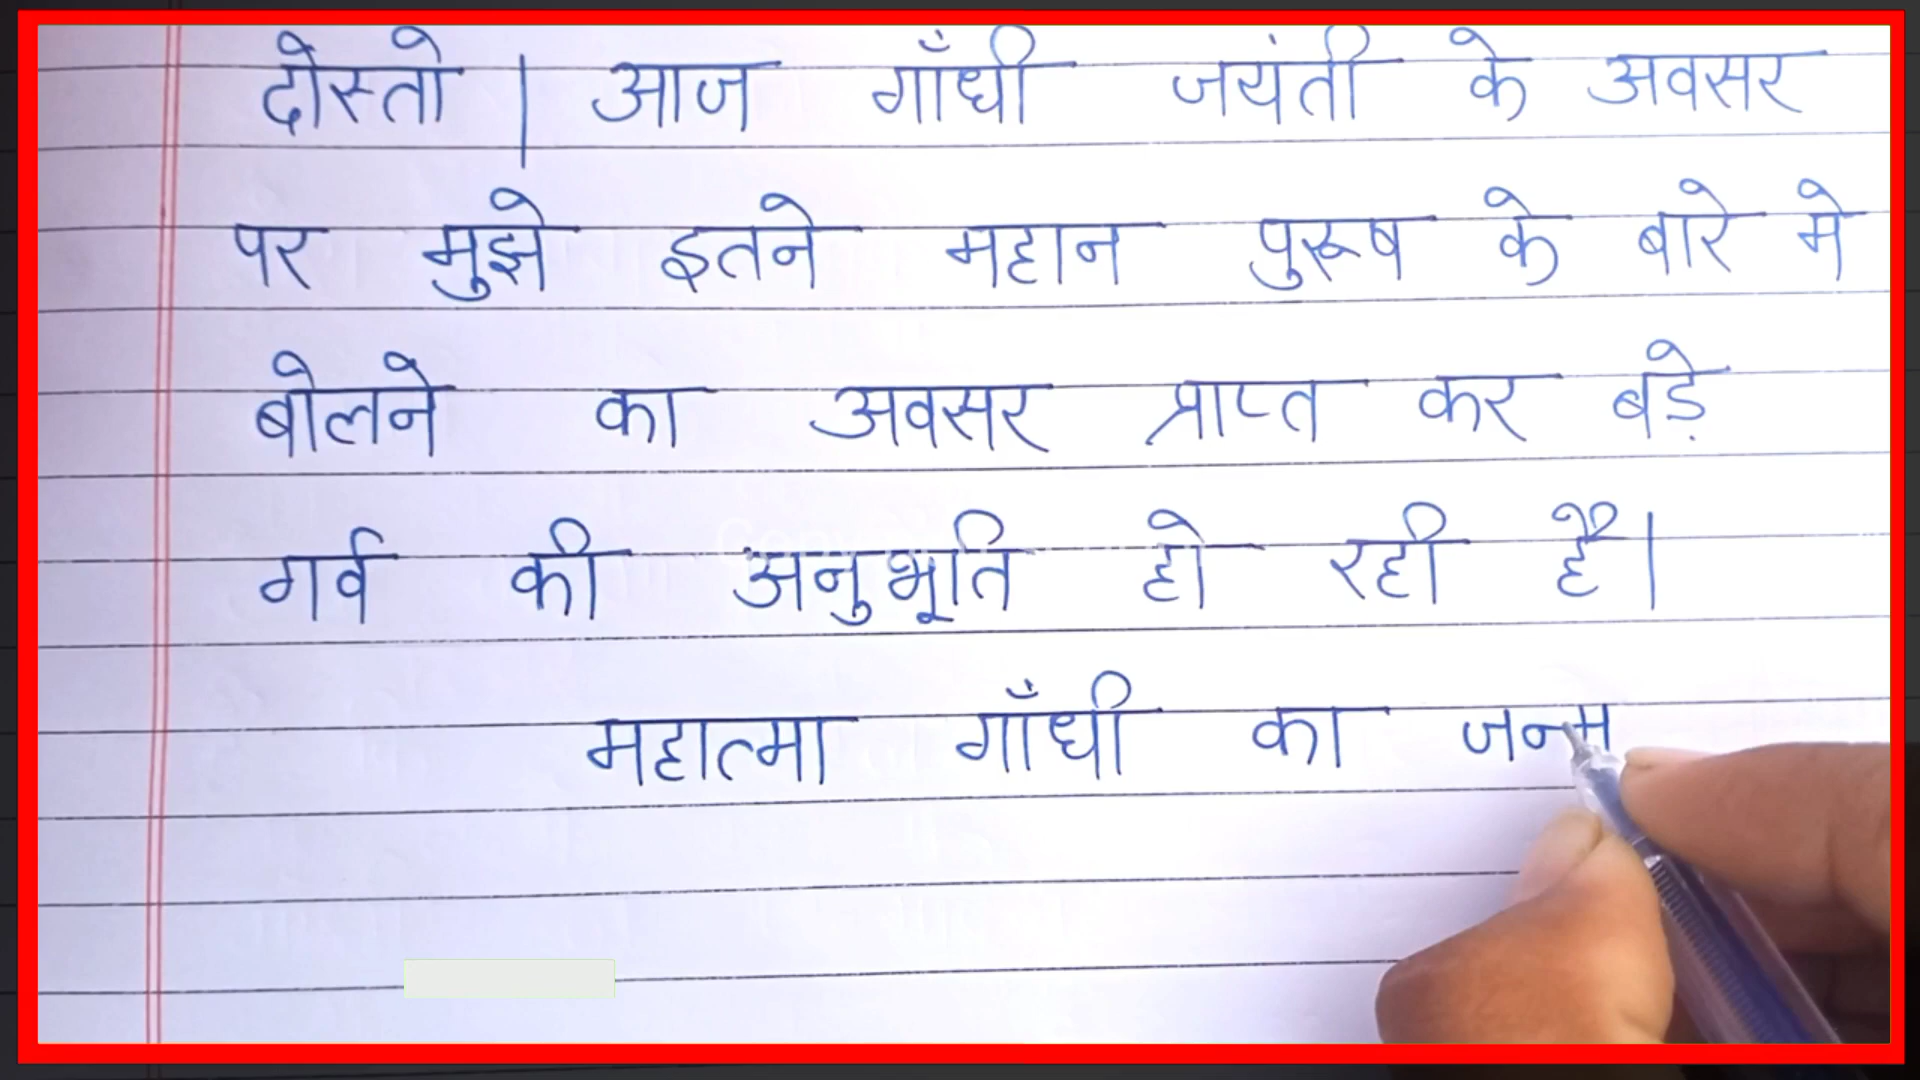 दोस्तो | आज गाँधी जयंती के अवसर
पर मुझे इतने महान पुरूष के बारे मे
बोलने का अवसर प्राप्त कर बड़े
गर्व की अनुभूति हो रही है।
महात्मा गाँधी का जन्म